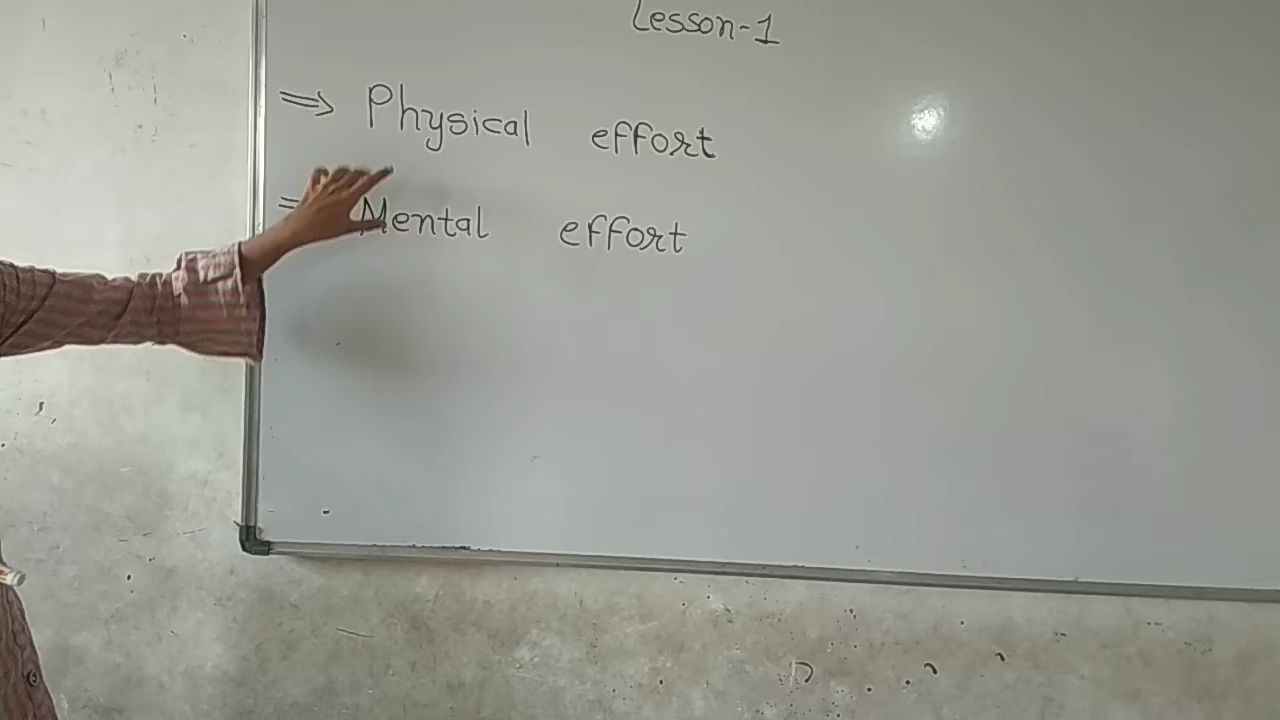 Lesson-1
⇒ Physical effort
⇒ Mental effort